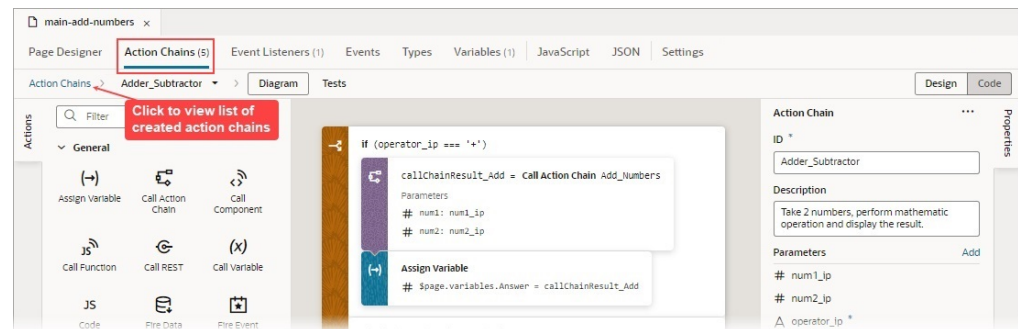 main-add-numbers ×
Page Designer Action Chains (5) Event Listeners (1) Events Types Variables (1) JavaScript JSON Settings
Action Chains > Adder_Subtractor > Diagram Tests Design Code
Click to view list of
created action chains
Actions
Filter
General
(→)
Assign Variable
Call Action
Chain
Call
Component
JS
Call Function
Call REST
(x)
Call Variable
JS
Code
Fire Data
Fire Event
if (operator_ip === '+')
callChainResult_Add = Call Action Chain Add_Numbers
Parameters
# num1: num1_ip
# num2: num2_ip
(→) Assign Variable
# $page.variables.Answer = callChainResult_Add
Action Chain ...
Properties
ID *
Adder_Subtractor
Description
Take 2 numbers, perform mathematic
operation and display the result.
Parameters Add
# num1_ip
# num2_ip
A operator_ip *